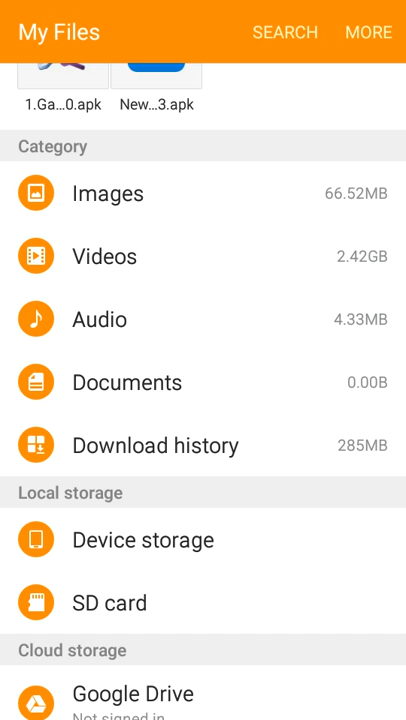 My Files
SEARCH
MORE
1.Ga...0.apk
New...3.apk
Category
Images
66.52MB
Videos
2.42GB
Audio
4.33MB
Documents
0.00B
Download history
285MB
Local storage
Device storage
SD card
Cloud storage
Google Drive
Not signed in